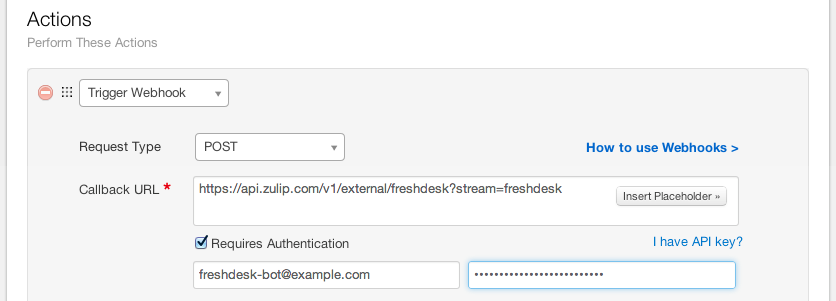 Actions
Perform These Actions
Trigger Webhook
Request Type
POST
How to use Webhooks >
Callback URL *
https://api.zulip.com/v1/external/freshdesk?stream=freshdesk
Insert Placeholder »
Requires Authentication
I have API key?
freshdesk-bot@example.com
••••••••••••••••••••••••••